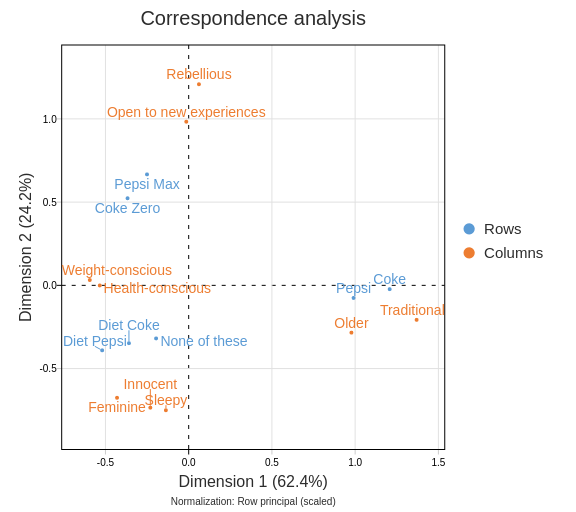 Correspondence analysis
Rebellious
Open to new experiences
1.0
Pepsi Max
Coke Zero
0.5
Dimension 2 (24.2%)
Weight-conscious
Health-conscious
0.0
Coke
Pepsi
Traditional
Older
Diet Coke
Diet Pepsi
None of these
-0.5
Innocent
Sleepy
Feminine
-0.5
0.0
0.5
1.0
1.5
Dimension 1 (62.4%)
Normalization: Row principal (scaled)
Rows
Columns